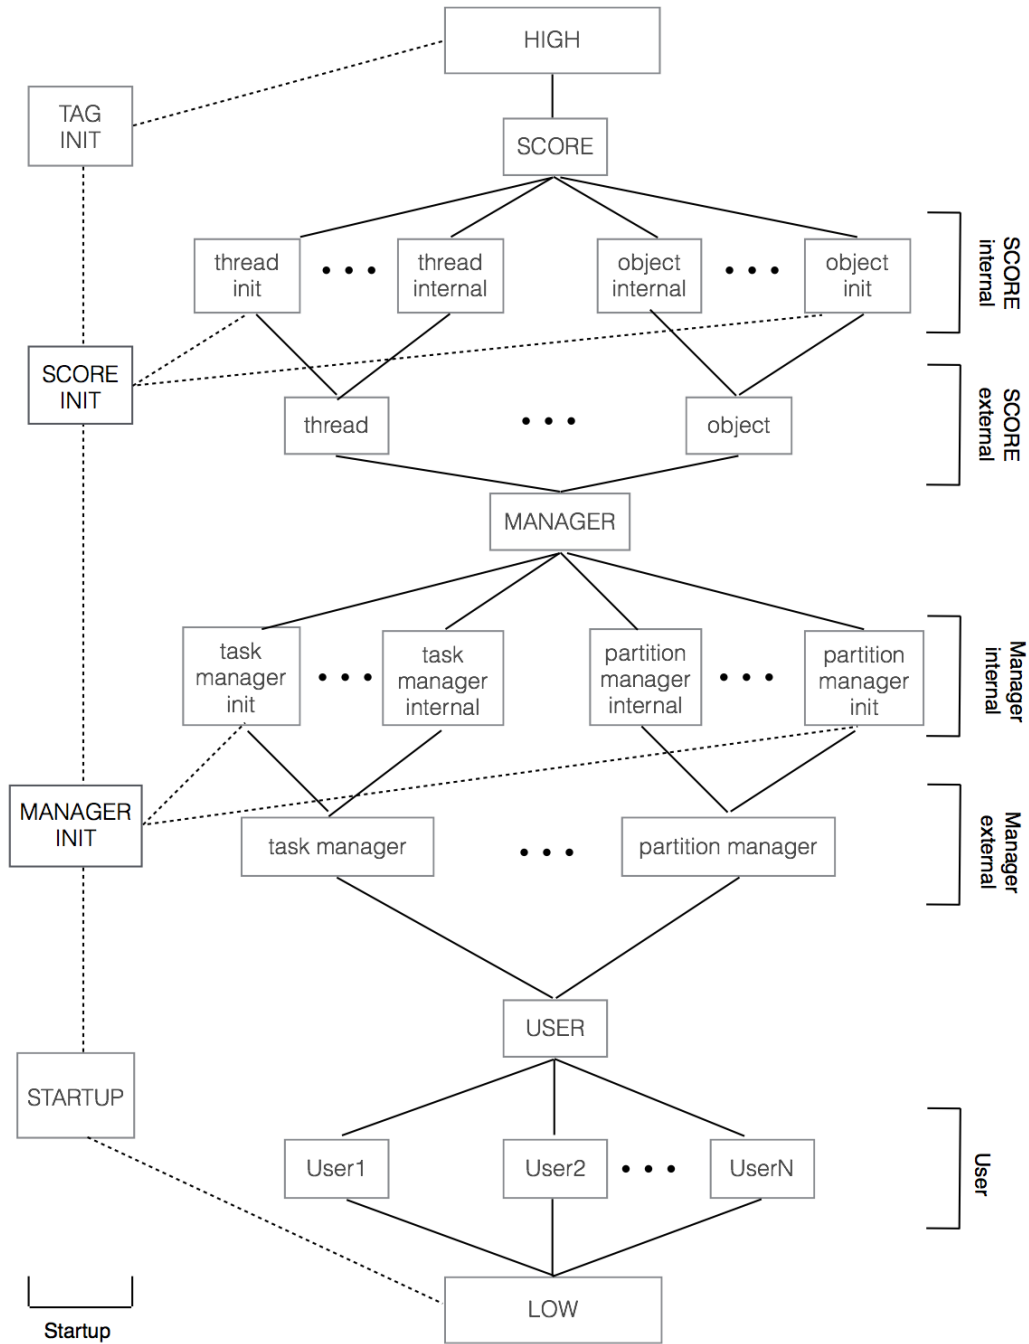 HIGH
TAG
INIT
SCORE
thread
init
thread
internal
object
internal
object
init
SCORE
internal
SCORE
INIT
thread
object
SCORE
external
MANAGER
task
manager
init
task
manager
internal
partition
manager
internal
partition
manager
init
Manager
internal
MANAGER
INIT
task manager
partition manager
Manager
external
USER
STARTUP
User1
User2
UserN
User
LOW
Startup